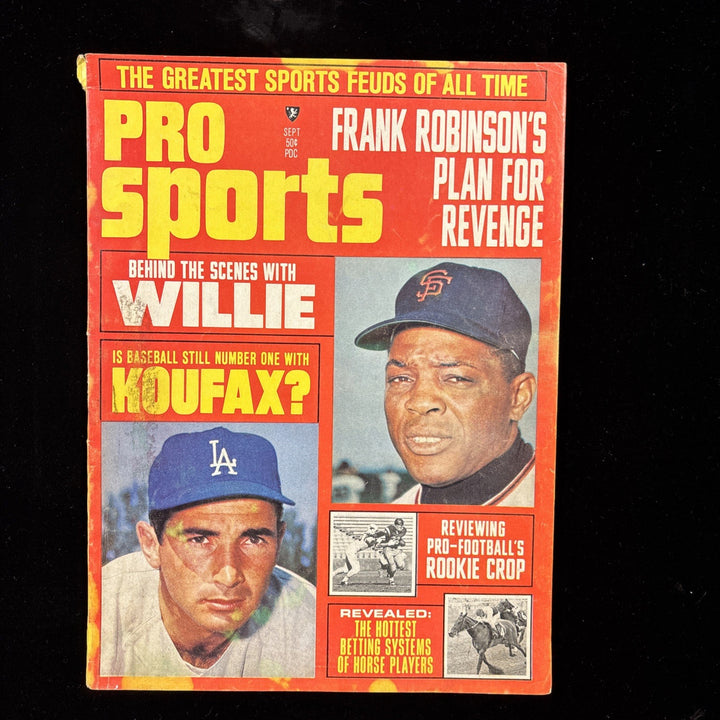 THE GREATEST SPORTS FEUDS OF ALL TIME
PRO
sports
SEPT
50¢
PDC
FRANK ROBINSON'S
PLAN FOR
REVENGE
BEHIND THE SCENES WITH
WILLIE
IS BASEBALL STILL NUMBER ONE WITH
KOUFAX?
SF
LA
REVIEWING
PRO-FOOTBALL'S
ROOKIE CROP
REVEALED:
THE HOTTEST
BETTING SYSTEMS
OF HORSE PLAYERS